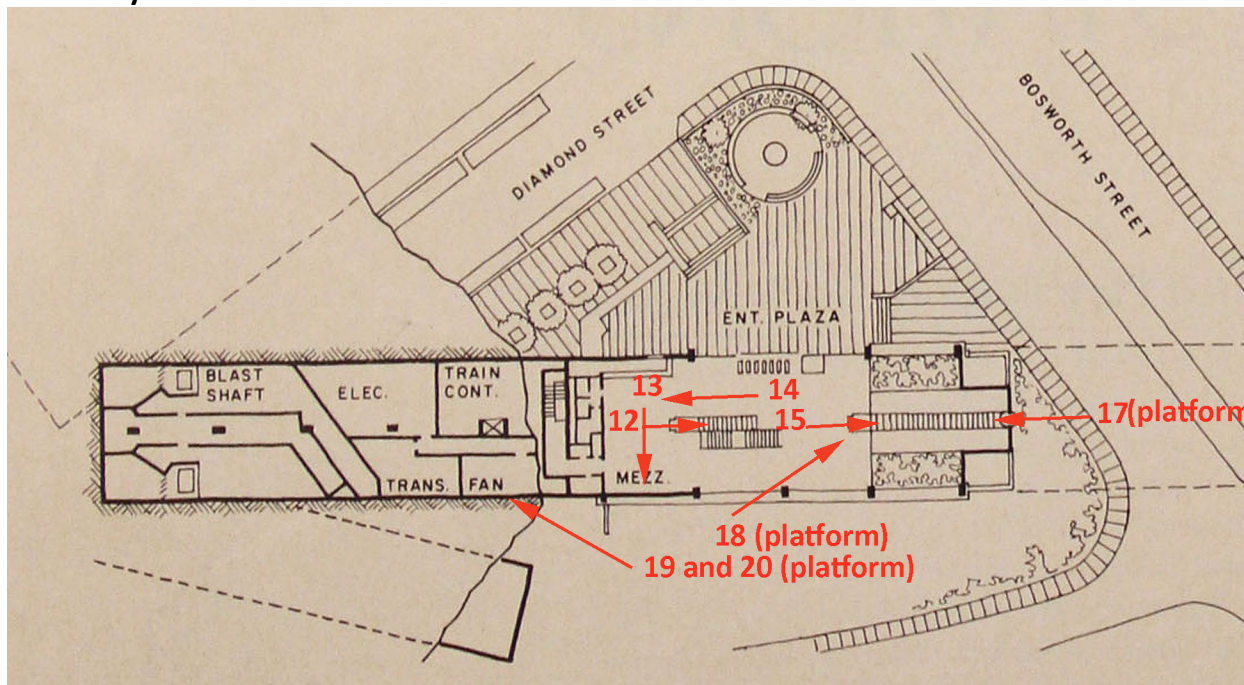 DIAMOND STREET
BOSWORTH STREET
ENT. PLAZA
BLAST
SHAFT
ELEC.
TRAIN
CONT.
13
14
12
15
17(platform
TRANS.
FAN
MEZZ.
18 (platform)
19 and 20 (platform)